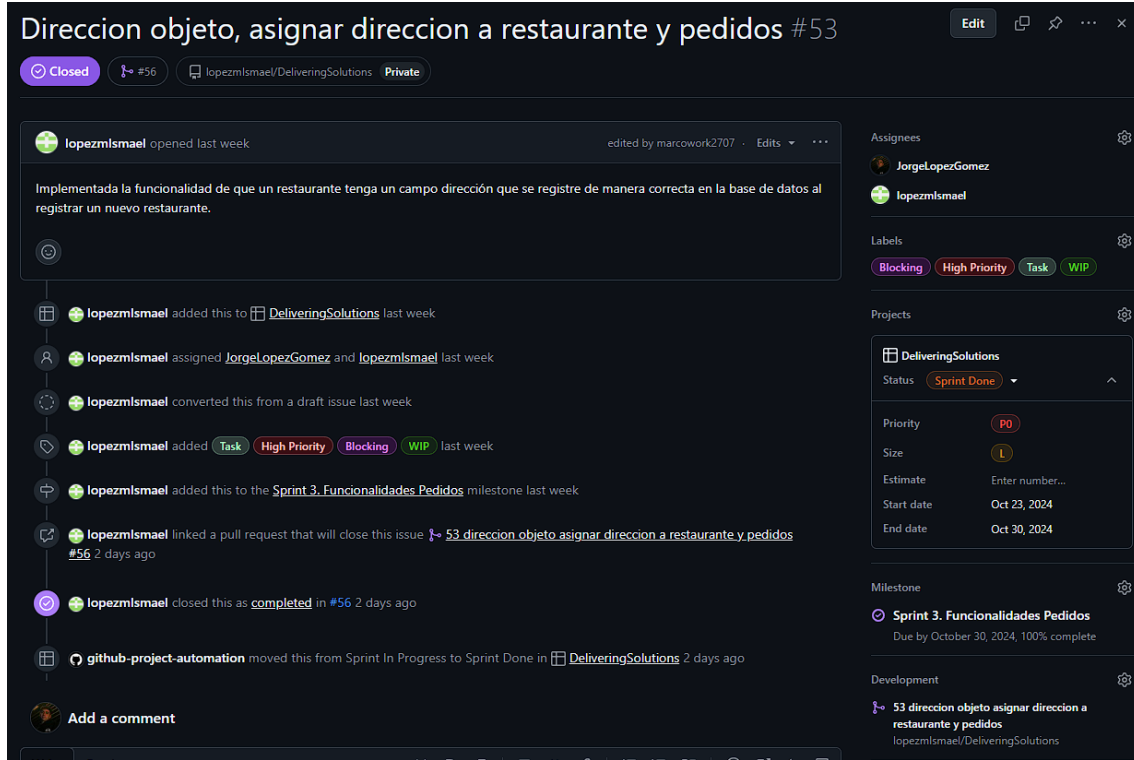 Direccion objeto, asignar direccion a restaurante y pedidos #53
Edit
Closed
#56
lopezmIsmael/DeliveringSolutions Private
lopezmIsmael opened last week
edited by marcowork2707 · Edits
Implementada la funcionalidad de que un restaurante tenga un campo dirección que se registre de manera correcta en la base de datos al
registrar un nuevo restaurante.
lopezmIsmael added this to DeliveringSolutions last week
lopezmIsmael assigned JorgeLopezGomez and lopezmIsmael last week
lopezmIsmael converted this from a draft issue last week
lopezmIsmael added Task High Priority Blocking WIP last week
lopezmIsmael added this to the Sprint 3. Funcionalidades Pedidos milestone last week
lopezmIsmael linked a pull request that will close this issue 53 direccion objeto asignar direccion a restaurante y pedidos
#56 2 days ago
lopezmIsmael closed this as completed in #56 2 days ago
github-project-automation moved this from Sprint In Progress to Sprint Done in DeliveringSolutions 2 days ago
Add a comment
Assignees
JorgeLopezGomez
lopezmIsmael
Labels
Blocking High Priority Task WIP
Projects
DeliveringSolutions
Status Sprint Done
Priority P0
Size L
Estimate Enter number...
Start date Oct 23, 2024
End date Oct 30, 2024
Milestone
Sprint 3. Funcionalidades Pedidos
Due by October 30, 2024, 100% complete
Development
53 direccion objeto asignar direccion a
restaurante y pedidos
lopezmIsmael/DeliveringSolutions